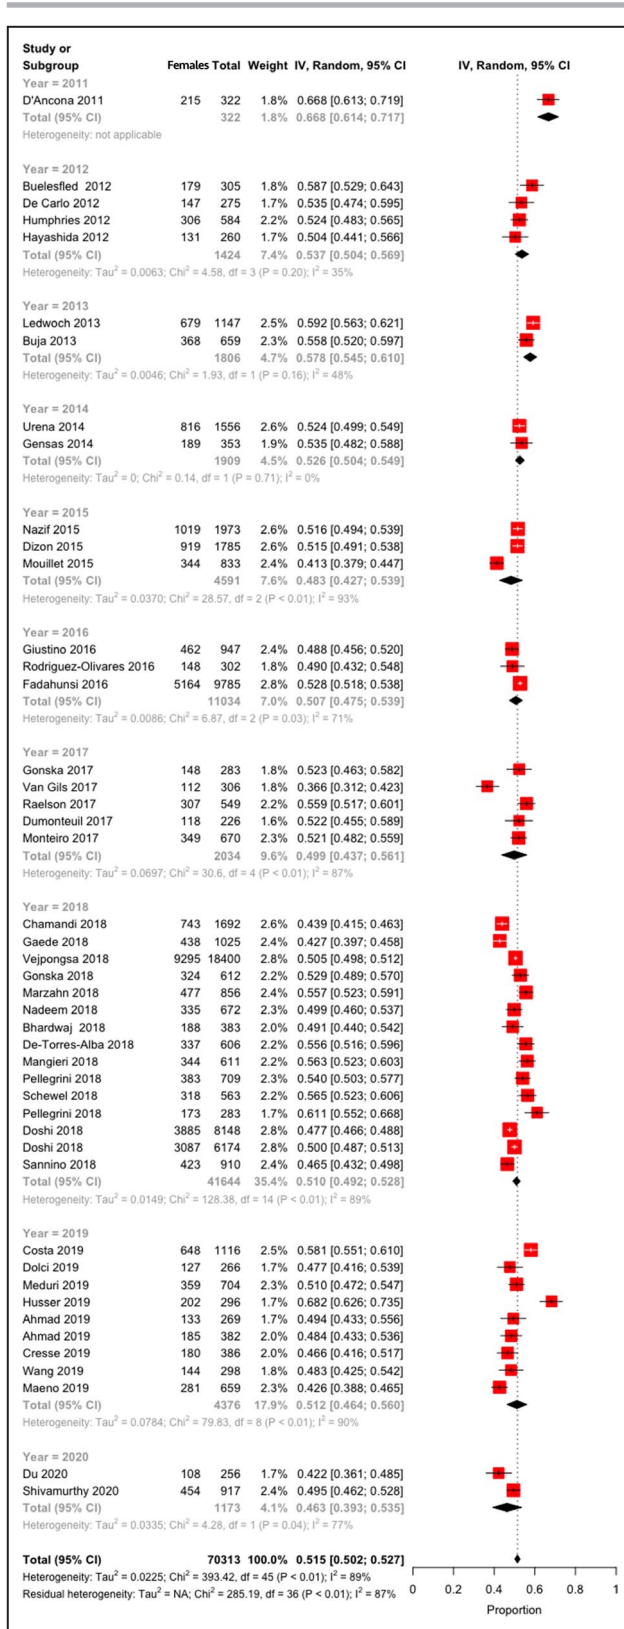 Study or
Subgroup Females Total Weight IV, Random, 95% CI IV, Random, 95% CI
Year = 2011
D'Ancona 2011 215 322 1.8% 0.668 [0.613; 0.719]
Total (95% CI) 322 1.8% 0.668 [0.614; 0.717]
Heterogeneity: not applicable
Year = 2012
Buelesfled 2012 179 305 1.8% 0.587 [0.529; 0.643]
De Carlo 2012 147 275 1.7% 0.535 [0.474; 0.595]
Humphries 2012 306 584 2.2% 0.524 [0.483; 0.565]
Hayashida 2012 131 260 1.7% 0.504 [0.441; 0.566]
Total (95% CI) 1424 7.4% 0.537 [0.504; 0.569]
Heterogeneity: Tau² = 0.0063; Chi² = 4.58, df = 3 (P = 0.20); I² = 35%
Year = 2013
Ledwoch 2013 679 1147 2.5% 0.592 [0.563; 0.621]
Buja 2013 368 659 2.3% 0.558 [0.520; 0.597]
Total (95% CI) 1806 4.7% 0.578 [0.545; 0.610]
Heterogeneity: Tau² = 0.0046; Chi² = 1.93, df = 1 (P = 0.16); I² = 48%
Year = 2014
Urena 2014 816 1556 2.6% 0.524 [0.499; 0.549]
Gensas 2014 189 353 1.9% 0.535 [0.482; 0.588]
Total (95% CI) 1909 4.5% 0.526 [0.504; 0.549]
Heterogeneity: Tau² = 0; Chi² = 0.14, df = 1 (P = 0.71); I² = 0%
Year = 2015
Nazif 2015 1019 1973 2.6% 0.516 [0.494; 0.539]
Dizon 2015 919 1785 2.6% 0.515 [0.491; 0.538]
Mouillet 2015 344 833 2.4% 0.413 [0.379; 0.447]
Total (95% CI) 4591 7.6% 0.483 [0.427; 0.539]
Heterogeneity: Tau² = 0.0370; Chi² = 28.57, df = 2 (P < 0.01); I² = 93%
Year = 2016
Giustino 2016 462 947 2.4% 0.488 [0.456; 0.520]
Rodriguez-Olivares 2016 148 302 1.8% 0.490 [0.432; 0.548]
Fadahunsi 2016 5164 9785 2.8% 0.528 [0.518; 0.538]
Total (95% CI) 11034 7.0% 0.507 [0.475; 0.539]
Heterogeneity: Tau² = 0.0086; Chi² = 6.87, df = 2 (P = 0.03); I² = 71%
Year = 2017
Gonska 2017 148 283 1.8% 0.523 [0.463; 0.582]
Van Gils 2017 112 306 1.8% 0.366 [0.312; 0.423]
Raelson 2017 307 549 2.2% 0.559 [0.517; 0.601]
Dumonteuil 2017 118 226 1.6% 0.522 [0.455; 0.589]
Monteiro 2017 349 670 2.3% 0.521 [0.482; 0.559]
Total (95% CI) 2034 9.6% 0.499 [0.437; 0.561]
Heterogeneity: Tau² = 0.0697; Chi² = 30.6, df = 4 (P < 0.01); I² = 87%
Year = 2018
Chamandi 2018 743 1692 2.6% 0.439 [0.415; 0.463]
Gaede 2018 438 1025 2.4% 0.427 [0.397; 0.458]
Vejpongsa 2018 9295 18400 2.8% 0.505 [0.498; 0.512]
Gonska 2018 324 612 2.3% 0.529 [0.489; 0.570]
Marzahn 2018 477 856 2.4% 0.557 [0.523; 0.591]
Nadeem 2018 335 672 2.3% 0.499 [0.460; 0.537]
Bhardwaj 2018 188 383 2.0% 0.491 [0.440; 0.542]
De-Torres-Alba 2018 337 606 2.2% 0.556 [0.516; 0.596]
Mangieri 2018 344 611 2.2% 0.563 [0.523; 0.603]
Pellegrini 2018 383 709 2.3% 0.540 [0.503; 0.577]
Schewel 2018 318 563 2.2% 0.565 [0.523; 0.606]
Pellegrini 2018 173 283 1.7% 0.611 [0.552; 0.668]
Doshi 2018 3885 8148 2.8% 0.477 [0.466; 0.488]
Doshi 2018 3087 6174 2.8% 0.500 [0.487; 0.513]
Sannino 2018 423 910 2.4% 0.465 [0.432; 0.498]
Total (95% CI) 41644 35.4% 0.510 [0.492; 0.528]
Heterogeneity: Tau² = 0.0149; Chi² = 128.38, df = 14 (P < 0.01); I² = 89%
Year = 2019
Costa 2019 648 1116 2.5% 0.581 [0.551; 0.610]
Dolci 2019 127 266 1.7% 0.477 [0.416; 0.539]
Meduri 2019 359 704 2.3% 0.510 [0.472; 0.547]
Husser 2019 202 296 1.7% 0.682 [0.626; 0.735]
Ahmad 2019 133 269 1.7% 0.494 [0.433; 0.556]
Ahmad 2019 185 382 2.0% 0.484 [0.433; 0.536]
Cresse 2019 180 386 2.0% 0.466 [0.416; 0.517]
Wang 2019 144 298 1.8% 0.483 [0.425; 0.542]
Maeno 2019 281 659 2.3% 0.426 [0.388; 0.465]
Total (95% CI) 4376 17.9% 0.512 [0.464; 0.560]
Heterogeneity: Tau² = 0.0784; Chi² = 79.83, df = 8 (P < 0.01); I² = 90%
Year = 2020
Du 2020 108 256 1.7% 0.422 [0.361; 0.485]
Shivamurthy 2020 454 917 2.4% 0.495 [0.462; 0.528]
Total (95% CI) 1173 4.1% 0.463 [0.393; 0.535]
Heterogeneity: Tau² = 0.0335; Chi² = 4.28, df = 1 (P = 0.04); I² = 77%
Total (95% CI) 70313 100.0% 0.515 [0.502; 0.527]
Heterogeneity: Tau² = 0.0225; Chi² = 393.42, df = 45 (P < 0.01); I² = 89%
Residual heterogeneity: Tau² = NA; Chi² = 285.19, df = 36 (P < 0.01); I² = 87%
0 0.2 0.4 0.6 0.8 1
Proportion